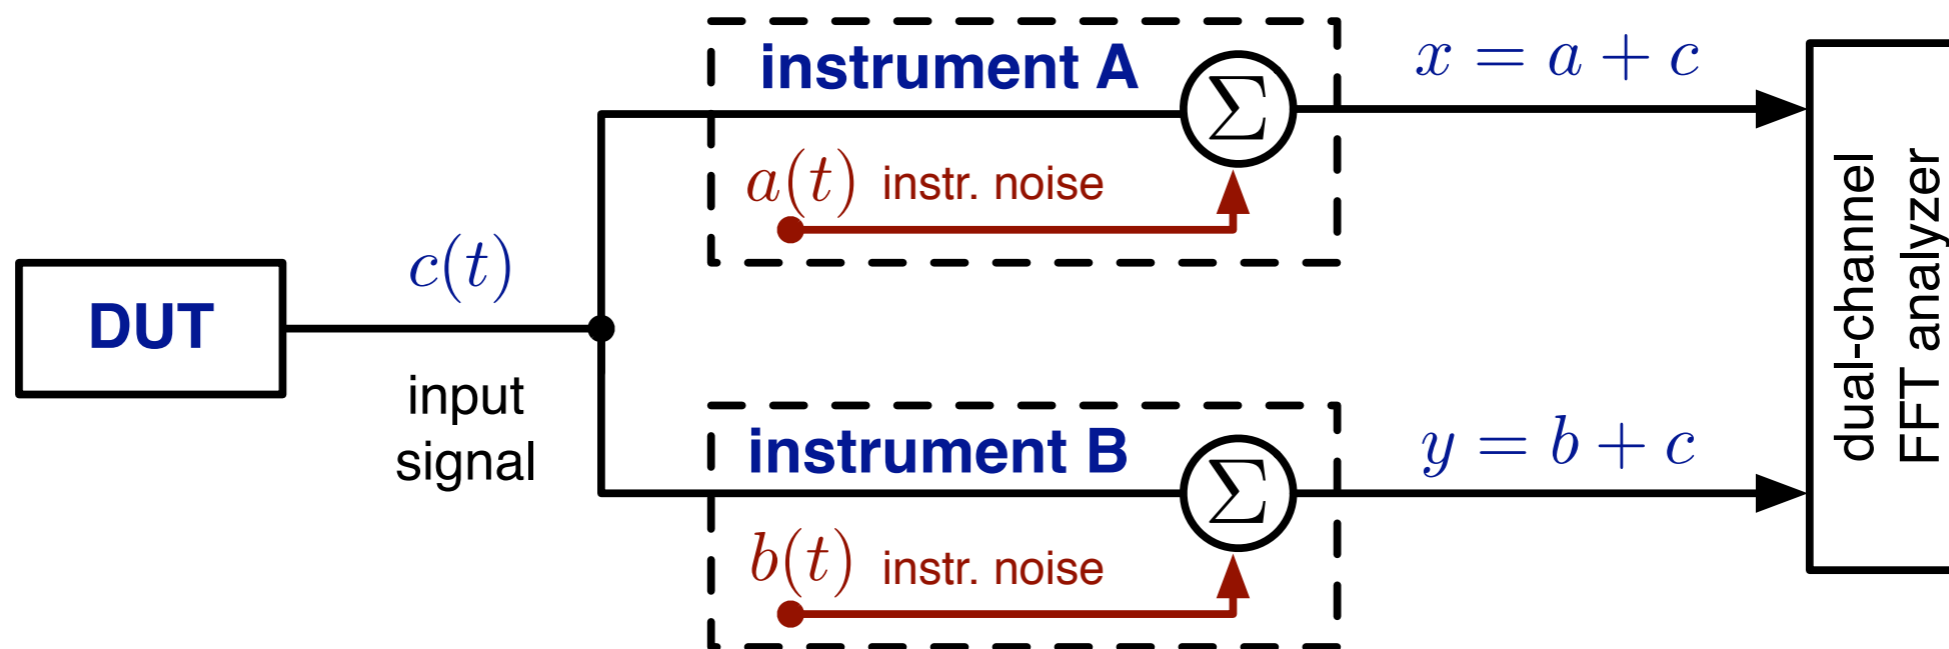 instrument A
Σ
x = a + c
a(t) instr. noise
c(t)
DUT
input
signal
instrument B
Σ
y = b + c
b(t) instr. noise
dual-channel
FFT analyzer